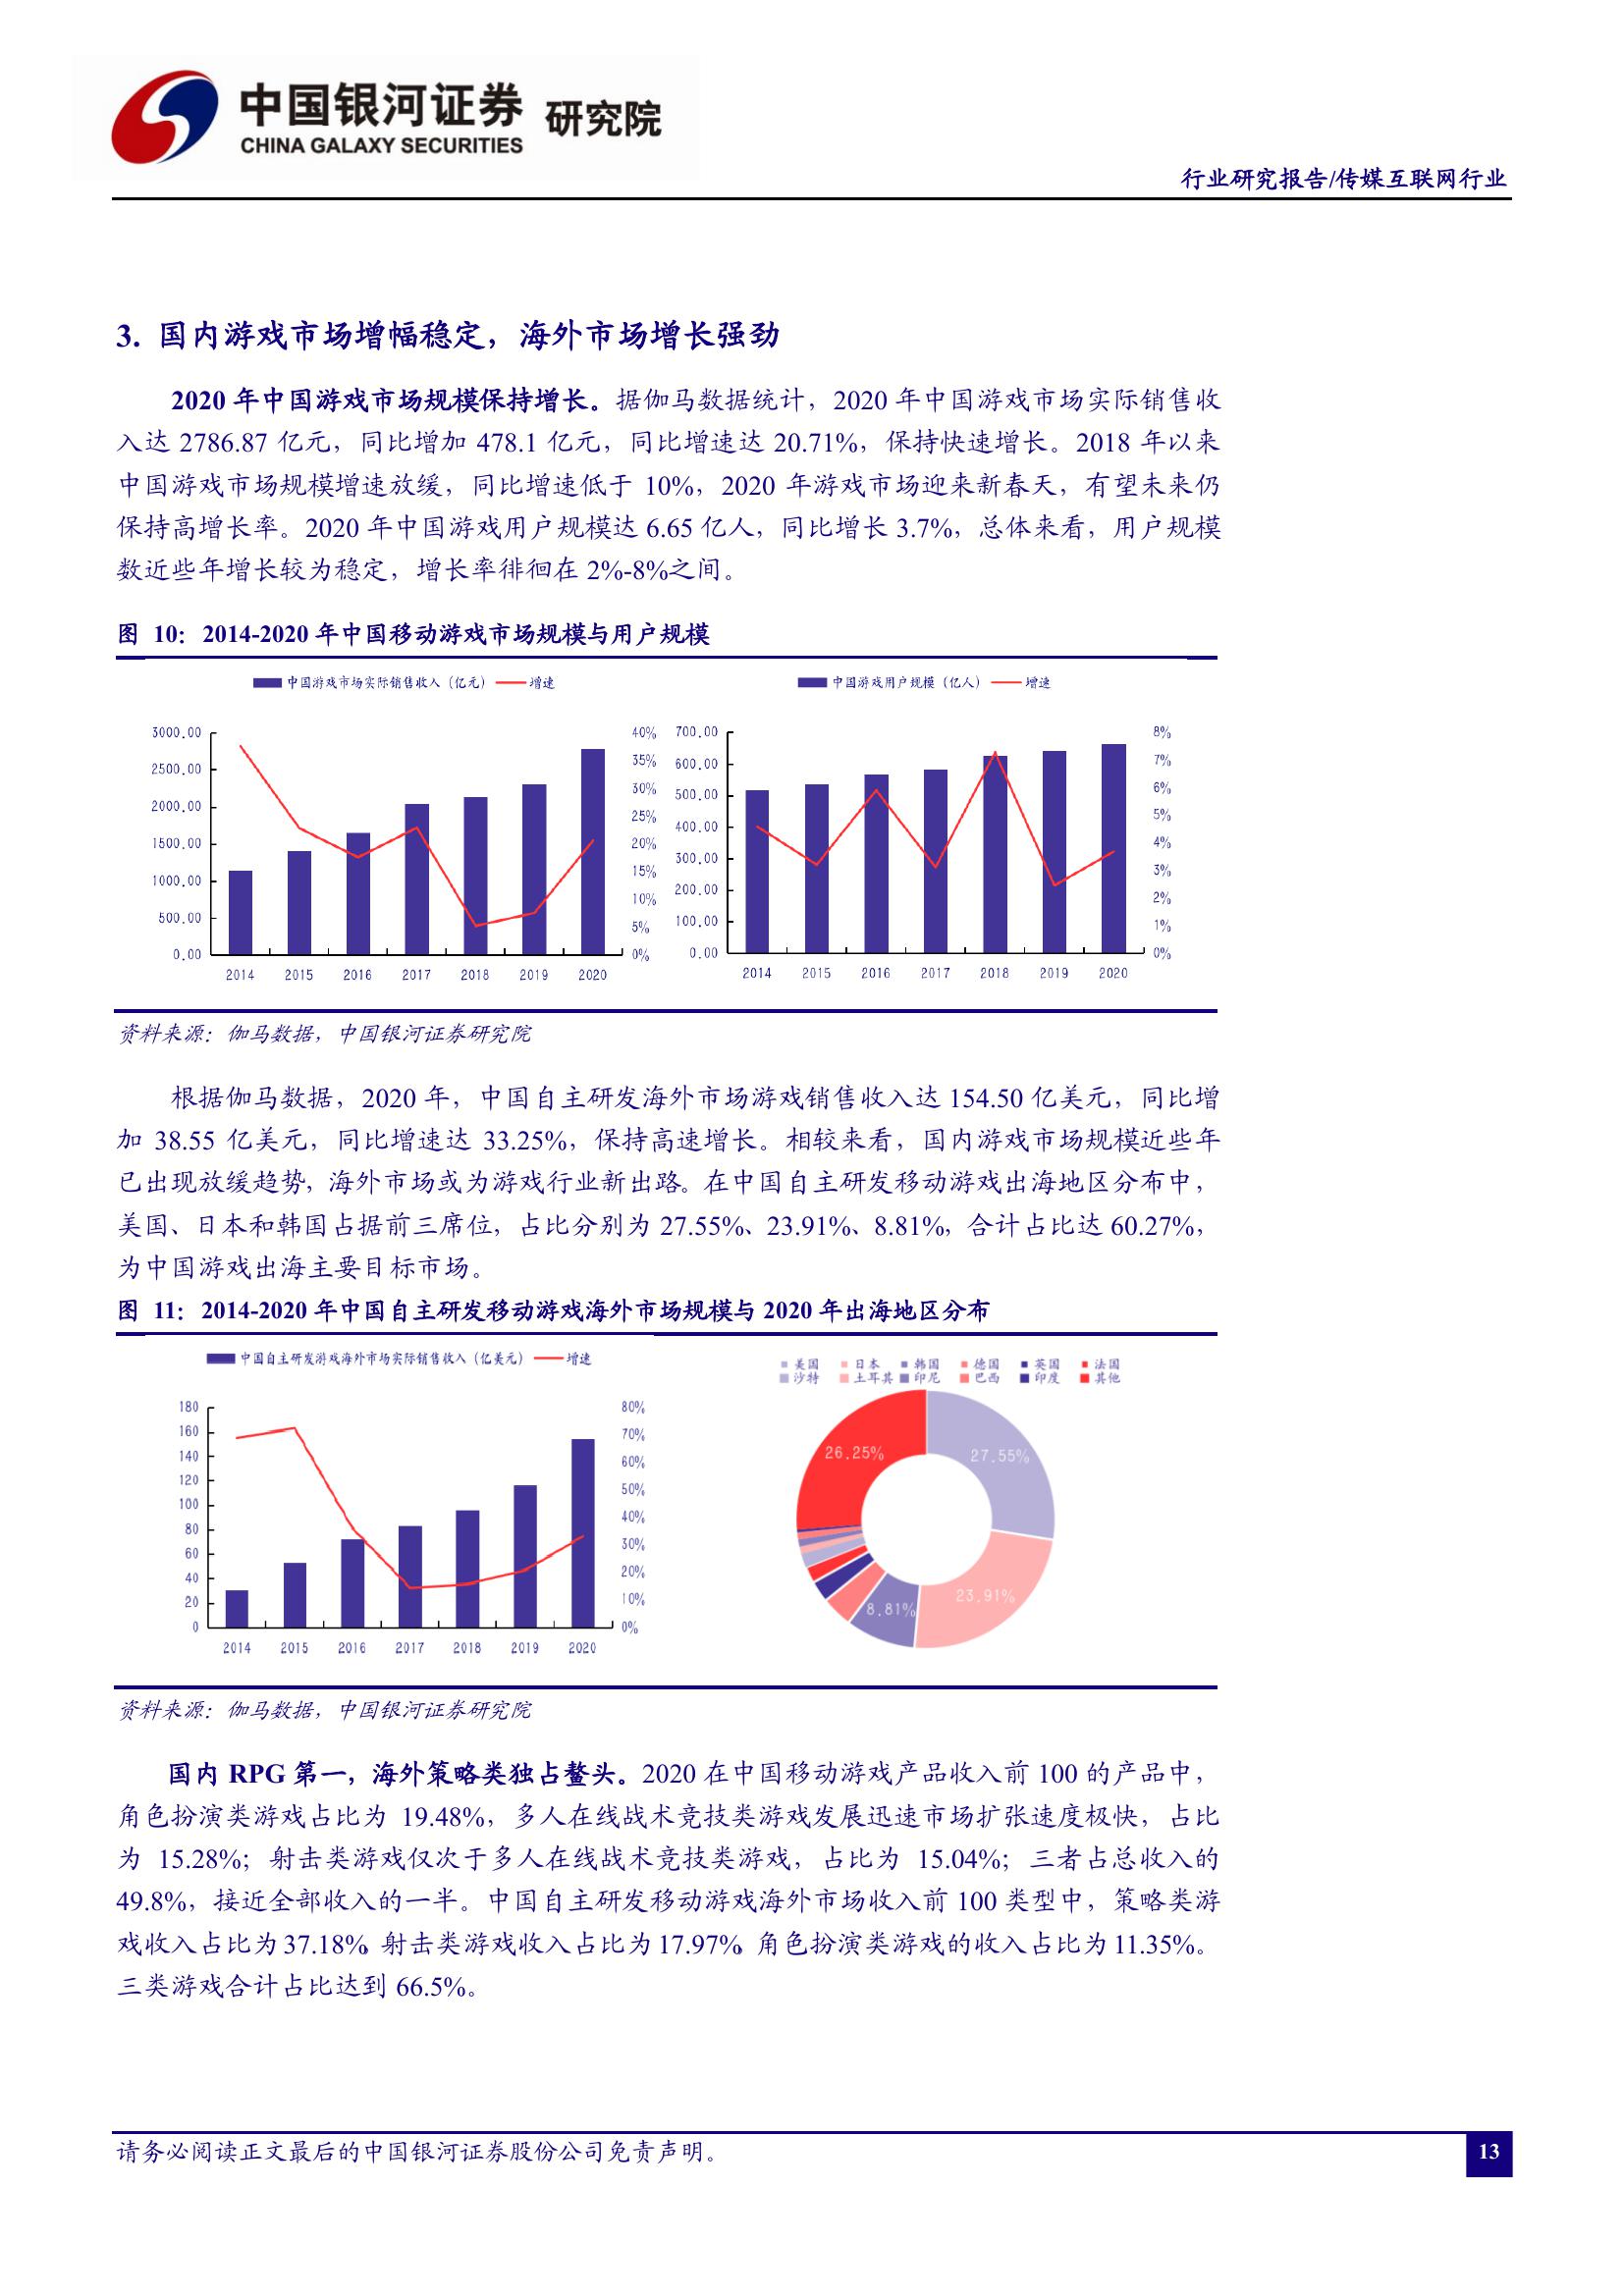 中国银河证券 研究院
CHINA GALAXY SECURITIES
行业研究报告/传媒互联网行业
3. 国内游戏市场增幅稳定，海外市场增长强劲
2020 年中国游戏市场规模保持增长。据伽马数据统计，2020 年中国游戏市场实际销售收
入达 2786.87 亿元，同比增加 478.1 亿元，同比增速达 20.71%，保持快速增长。2018 年以来
中国游戏市场规模增速放缓，同比增速低于 10%，2020 年游戏市场迎来新春天，有望未来仍
保持高增长率。2020 年中国游戏用户规模达 6.65 亿人，同比增长 3.7%，总体来看，用户规模
数近些年增长较为稳定，增长率徘徊在 2%-8%之间。
图 10：2014-2020 年中国移动游戏市场规模与用户规模
中国游戏市场实际销售收入（亿元） 增速
3000.00
2500.00
2000.00
1500.00
1000.00
500.00
0.00
40%
35%
30%
25%
20%
15%
10%
5%
0%
2014 2015 2016 2017 2018 2019 2020
中国游戏用户规模（亿人） 增速
700.00
600.00
500.00
400.00
300.00
200.00
100.00
0.00
8%
7%
6%
5%
4%
3%
2%
1%
0%
2014 2015 2016 2017 2018 2019 2020
资料来源：伽马数据，中国银河证券研究院
根据伽马数据，2020 年，中国自主研发海外市场游戏销售收入达 154.50 亿美元，同比增
加 38.55 亿美元，同比增速达 33.25%，保持高速增长。相较来看，国内游戏市场规模近些年
已出现放缓趋势，海外市场或为游戏行业新出路。在中国自主研发移动游戏出海地区分布中，
美国、日本和韩国占据前三席位，占比分别为 27.55%、23.91%、8.81%，合计占比达 60.27%，
为中国游戏出海主要目标市场。
图 11：2014-2020 年中国自主研发移动游戏海外市场规模与 2020 年出海地区分布
中国自主研发游戏海外市场实际销售收入（亿美元） 增速
180
160
140
120
100
80
60
40
20
0
80%
70%
60%
50%
40%
30%
20%
10%
0%
2014 2015 2016 2017 2018 2019 2020
美国 日本 韩国 德国 英国 法国
沙特 土耳其 印尼 巴西 印度 其他
26.25%
27.55%
23.91%
8.81%
资料来源：伽马数据，中国银河证券研究院
国内 RPG 第一，海外策略类独占鳌头。2020 在中国移动游戏产品收入前 100 的产品中，
角色扮演类游戏占比为 19.48%，多人在线战术竞技类游戏发展迅速市场扩张速度极快，占比
为 15.28%；射击类游戏仅次于多人在线战术竞技类游戏，占比为 15.04%；三者占总收入的
49.8%，接近全部收入的一半。中国自主研发移动游戏海外市场收入前 100 类型中，策略类游
戏收入占比为 37.18% 射击类游戏收入占比为 17.97% 角色扮演类游戏的收入占比为 11.35%。
三类游戏合计占比达到 66.5%。
请务必阅读正文最后的中国银河证券股份公司免责声明。
13